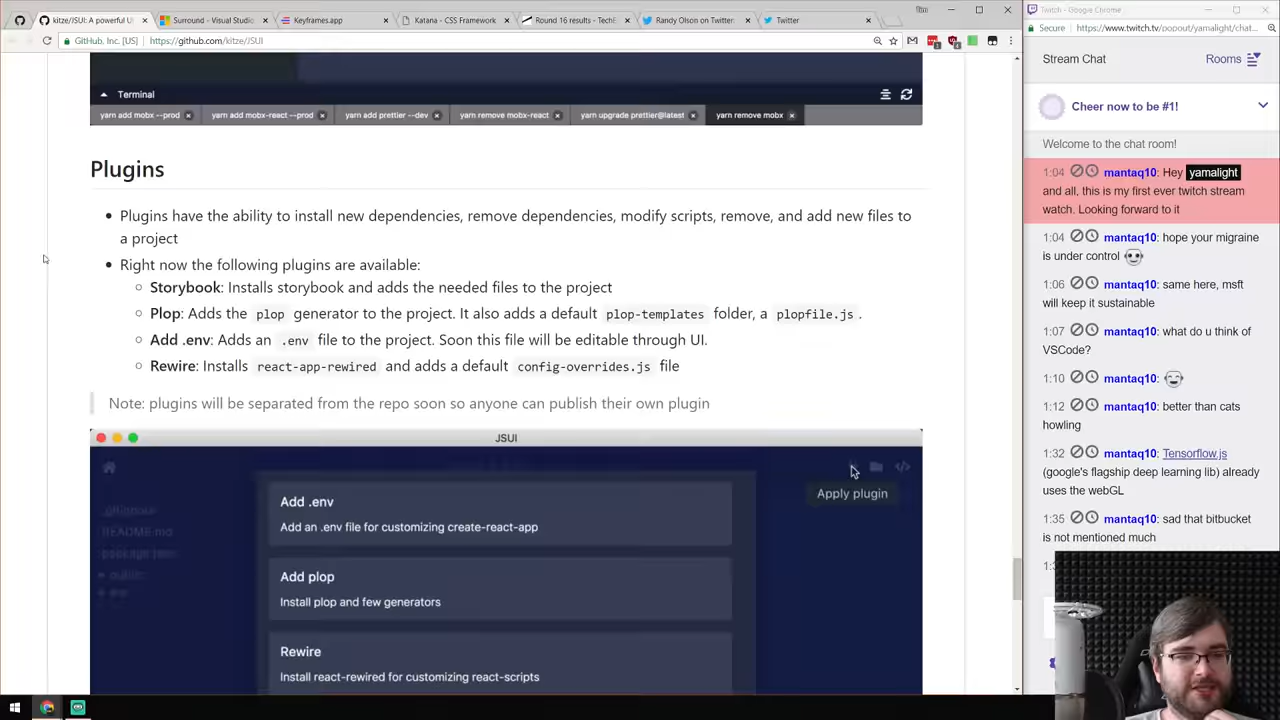 kitze/JSUI: A powerful UI
Surround - Visual Studio
Keyframes.app
Katana - CSS Framework
Round 16 results - TechE
Randy Olson on Twitter:
Twitter
Twitch - Google Chrome
GitHub, Inc. [US]
https://github.com/kitze/JSUI
Secure
https://www.twitch.tv/popout/yamalight/chat...
Terminal
yarn add mobx --prod
yarn add mobx-react --prod
yarn add prettier --dev
yarn remove mobx-react
yarn upgrade prettier@latest
yarn remove mobx
Plugins
Plugins have the ability to install new dependencies, remove dependencies, modify scripts, remove, and add new files to
a project
Right now the following plugins are available:
Storybook: Installs storybook and adds the needed files to the project
Plop: Adds the plop generator to the project. It also adds a default plop-templates folder, a plopfile.js .
Add .env: Adds an .env file to the project. Soon this file will be editable through UI.
Rewire: Installs react-app-rewired and adds a default config-overrides.js file
Note: plugins will be separated from the repo soon so anyone can publish their own plugin
JSUI
Apply plugin
README.md
Add .env
Add an .env file for customizing create-react-app
Add plop
Install plop and few generators
Rewire
Install react-rewired for customizing react-scripts
Stream Chat
Rooms
Cheer now to be #1!
Welcome to the chat room!
1:04 mantaq10: Hey yamalight
and all, this is my first ever twitch stream
watch. Looking forward to it
1:04 mantaq10: hope your migraine
is under control
1:06 mantaq10: same here, msft
will keep it sustainable
1:07 mantaq10: what do u think of
VSCode?
1:10 mantaq10:
1:12 mantaq10: better than cats
howling
1:32 mantaq10: Tensorflow.js
(google's flagship deep learning lib) already
uses the webGL
1:35 mantaq10: sad that bitbucket
is not mentioned much